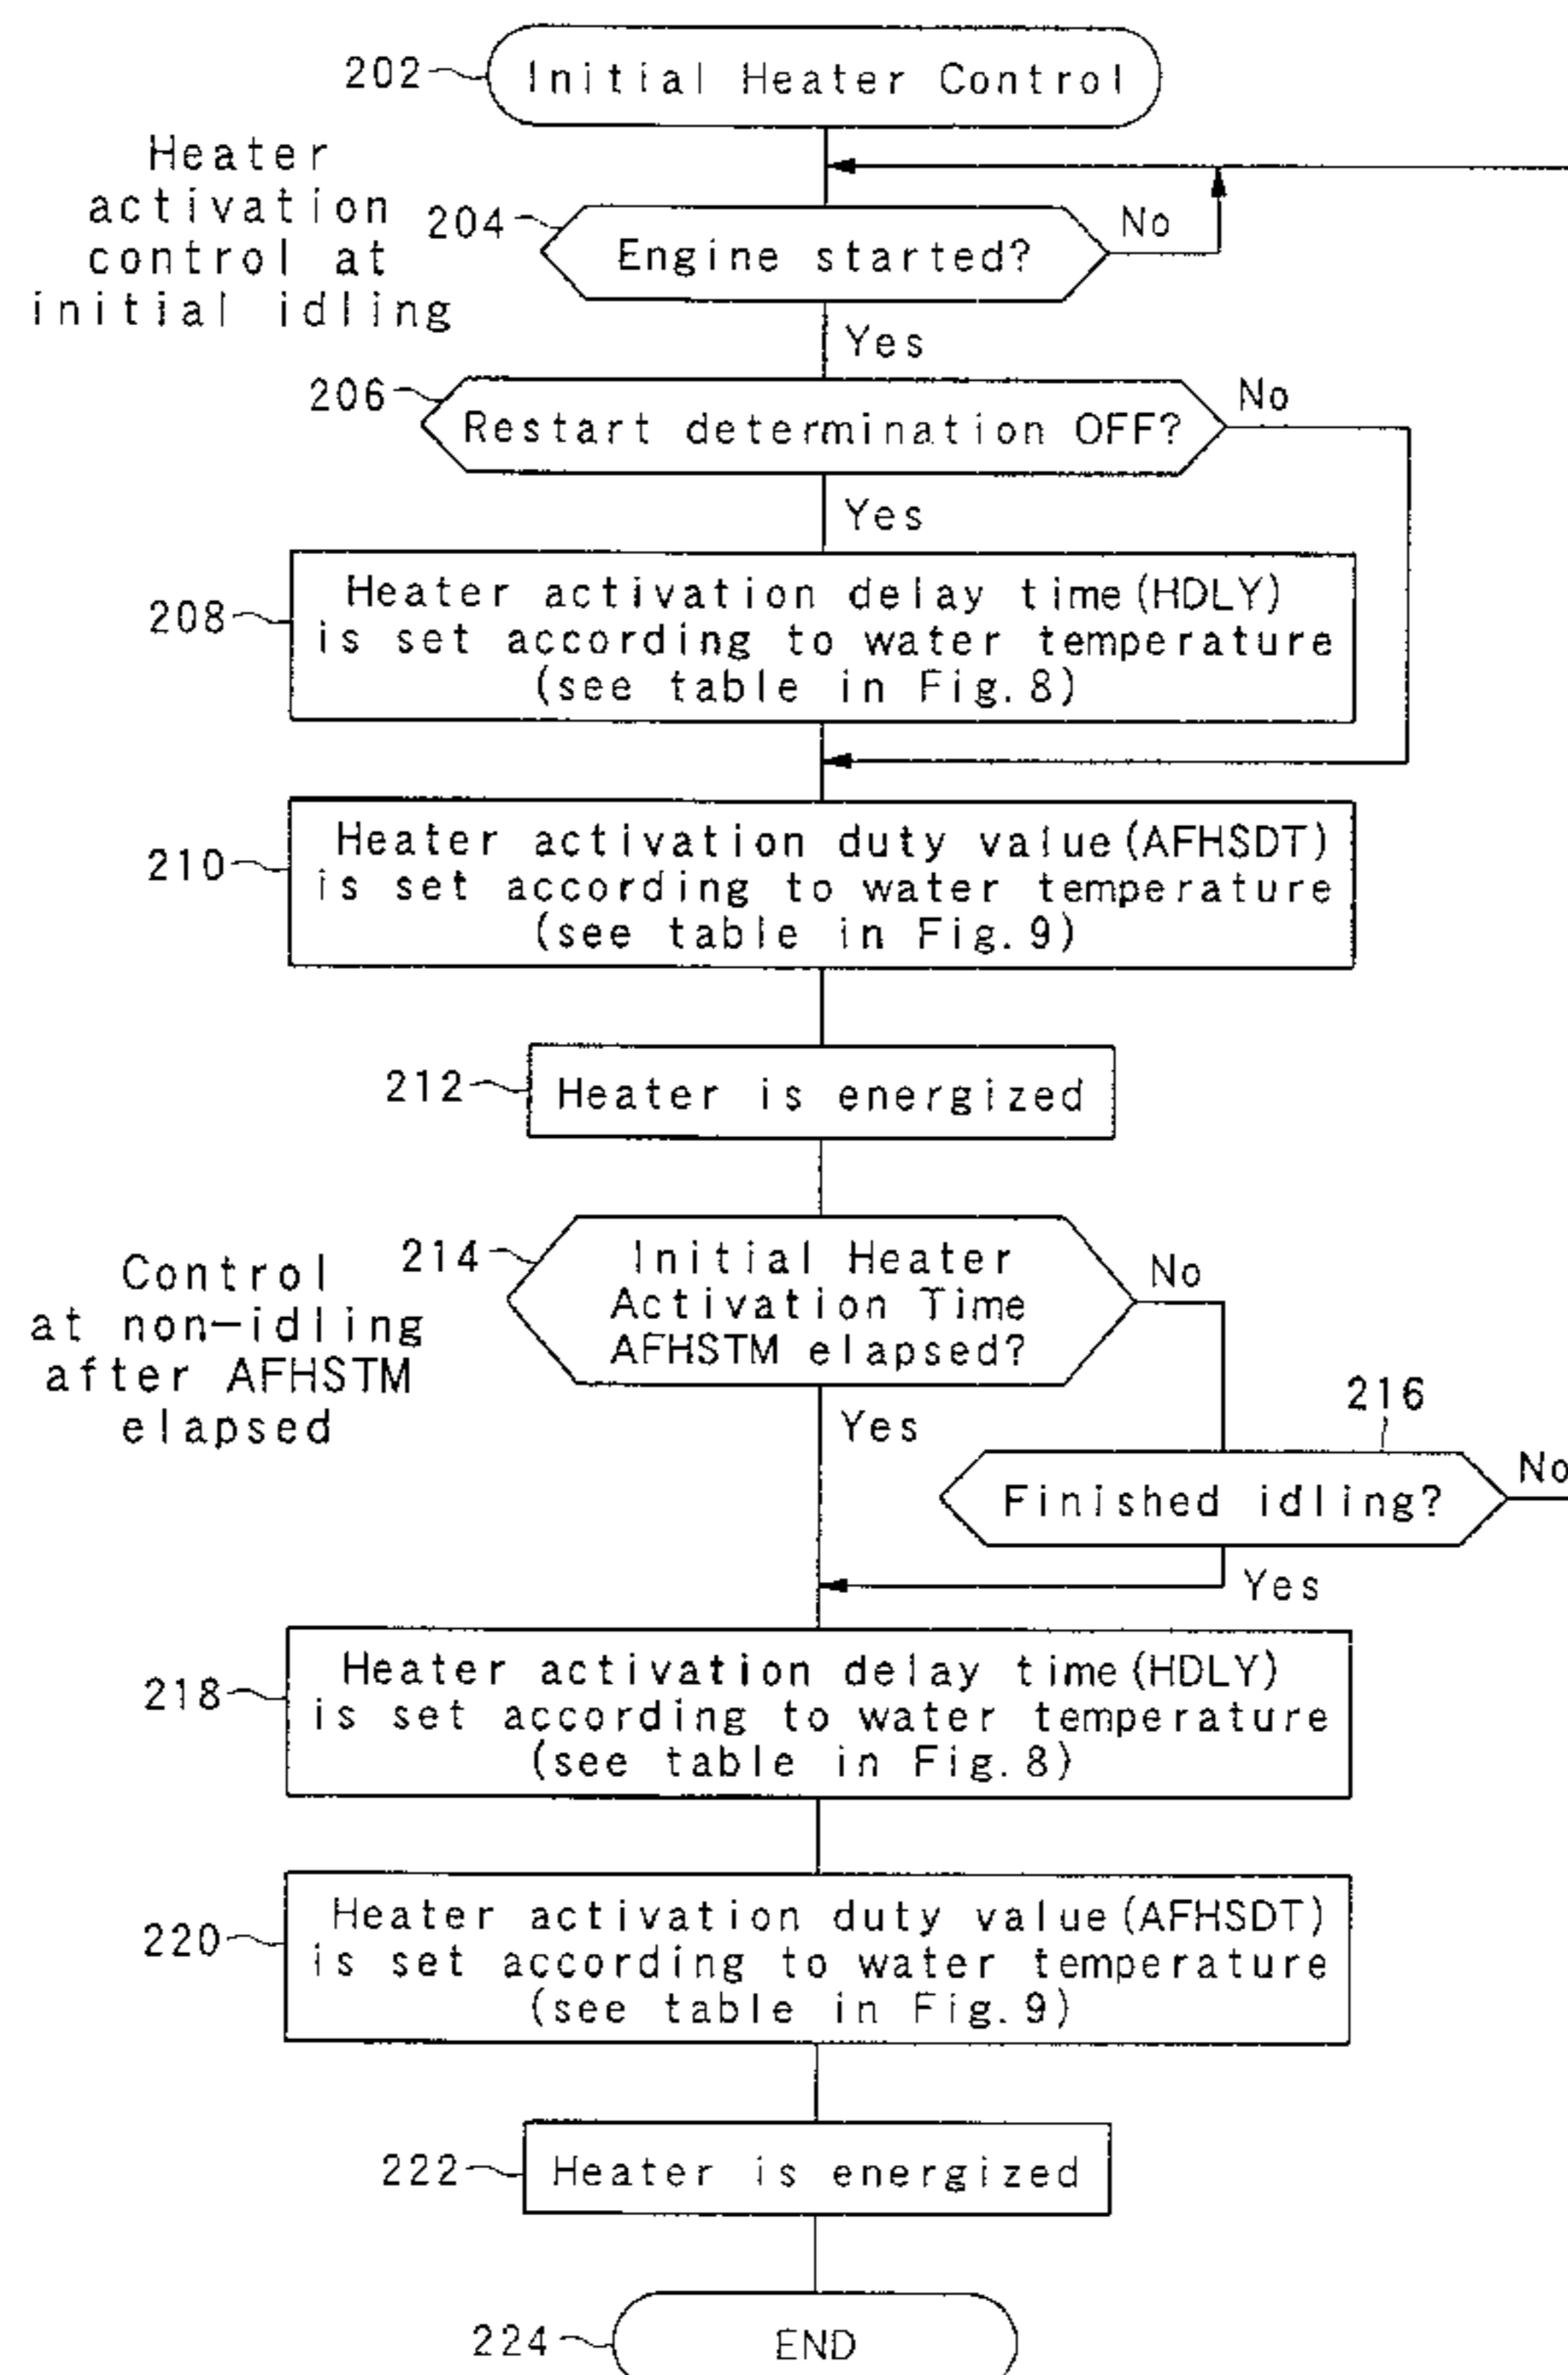 202
Initial Heater Control
Heater
activation
control at
initial idling
204
Engine started?
No
Yes
206
Restart determination OFF?
No
Yes
208
Heater activation delay time(HDLY)
is set according to water temperature
(see table in Fig.8)
210
Heater activation duty value(AFHSDT)
is set according to water temperature
(see table in Fig.9)
212
Heater is energized
Control
at non-idling
after AFHSTM
elapsed
214
Initial Heater
Activation Time
AFHSTM elapsed?
No
Yes
216
Finished idling?
No
Yes
218
Heater activation delay time(HDLY)
is set according to water temperature
(see table in Fig.8)
220
Heater activation duty value(AFHSDT)
is set according to water temperature
(see table in Fig.9)
222
Heater is energized
224
END